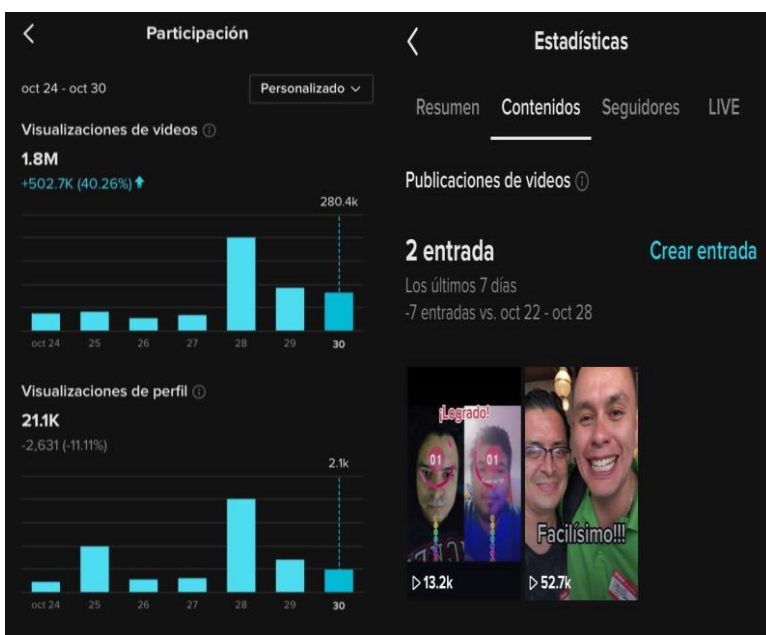 Participación
oct 24 - oct 30
Personalizado
Visualizaciones de videos
1.8M
+502.7K (40.26%)
280.4k
oct 24 25 26 27 28 29 30
Visualizaciones de perfil
21.1K
-2,631 (-11.11%)
2.1k
oct 24 25 26 27 28 29 30
Estadísticas
Resumen Contenidos Seguidores LIVE
Publicaciones de videos
2 entrada
Crear entrada
Los últimos 7 días
-7 entradas vs. oct 22 - oct 28
¡Logrado!
01 01
13.2k
Facilísimo!!!
52.7k